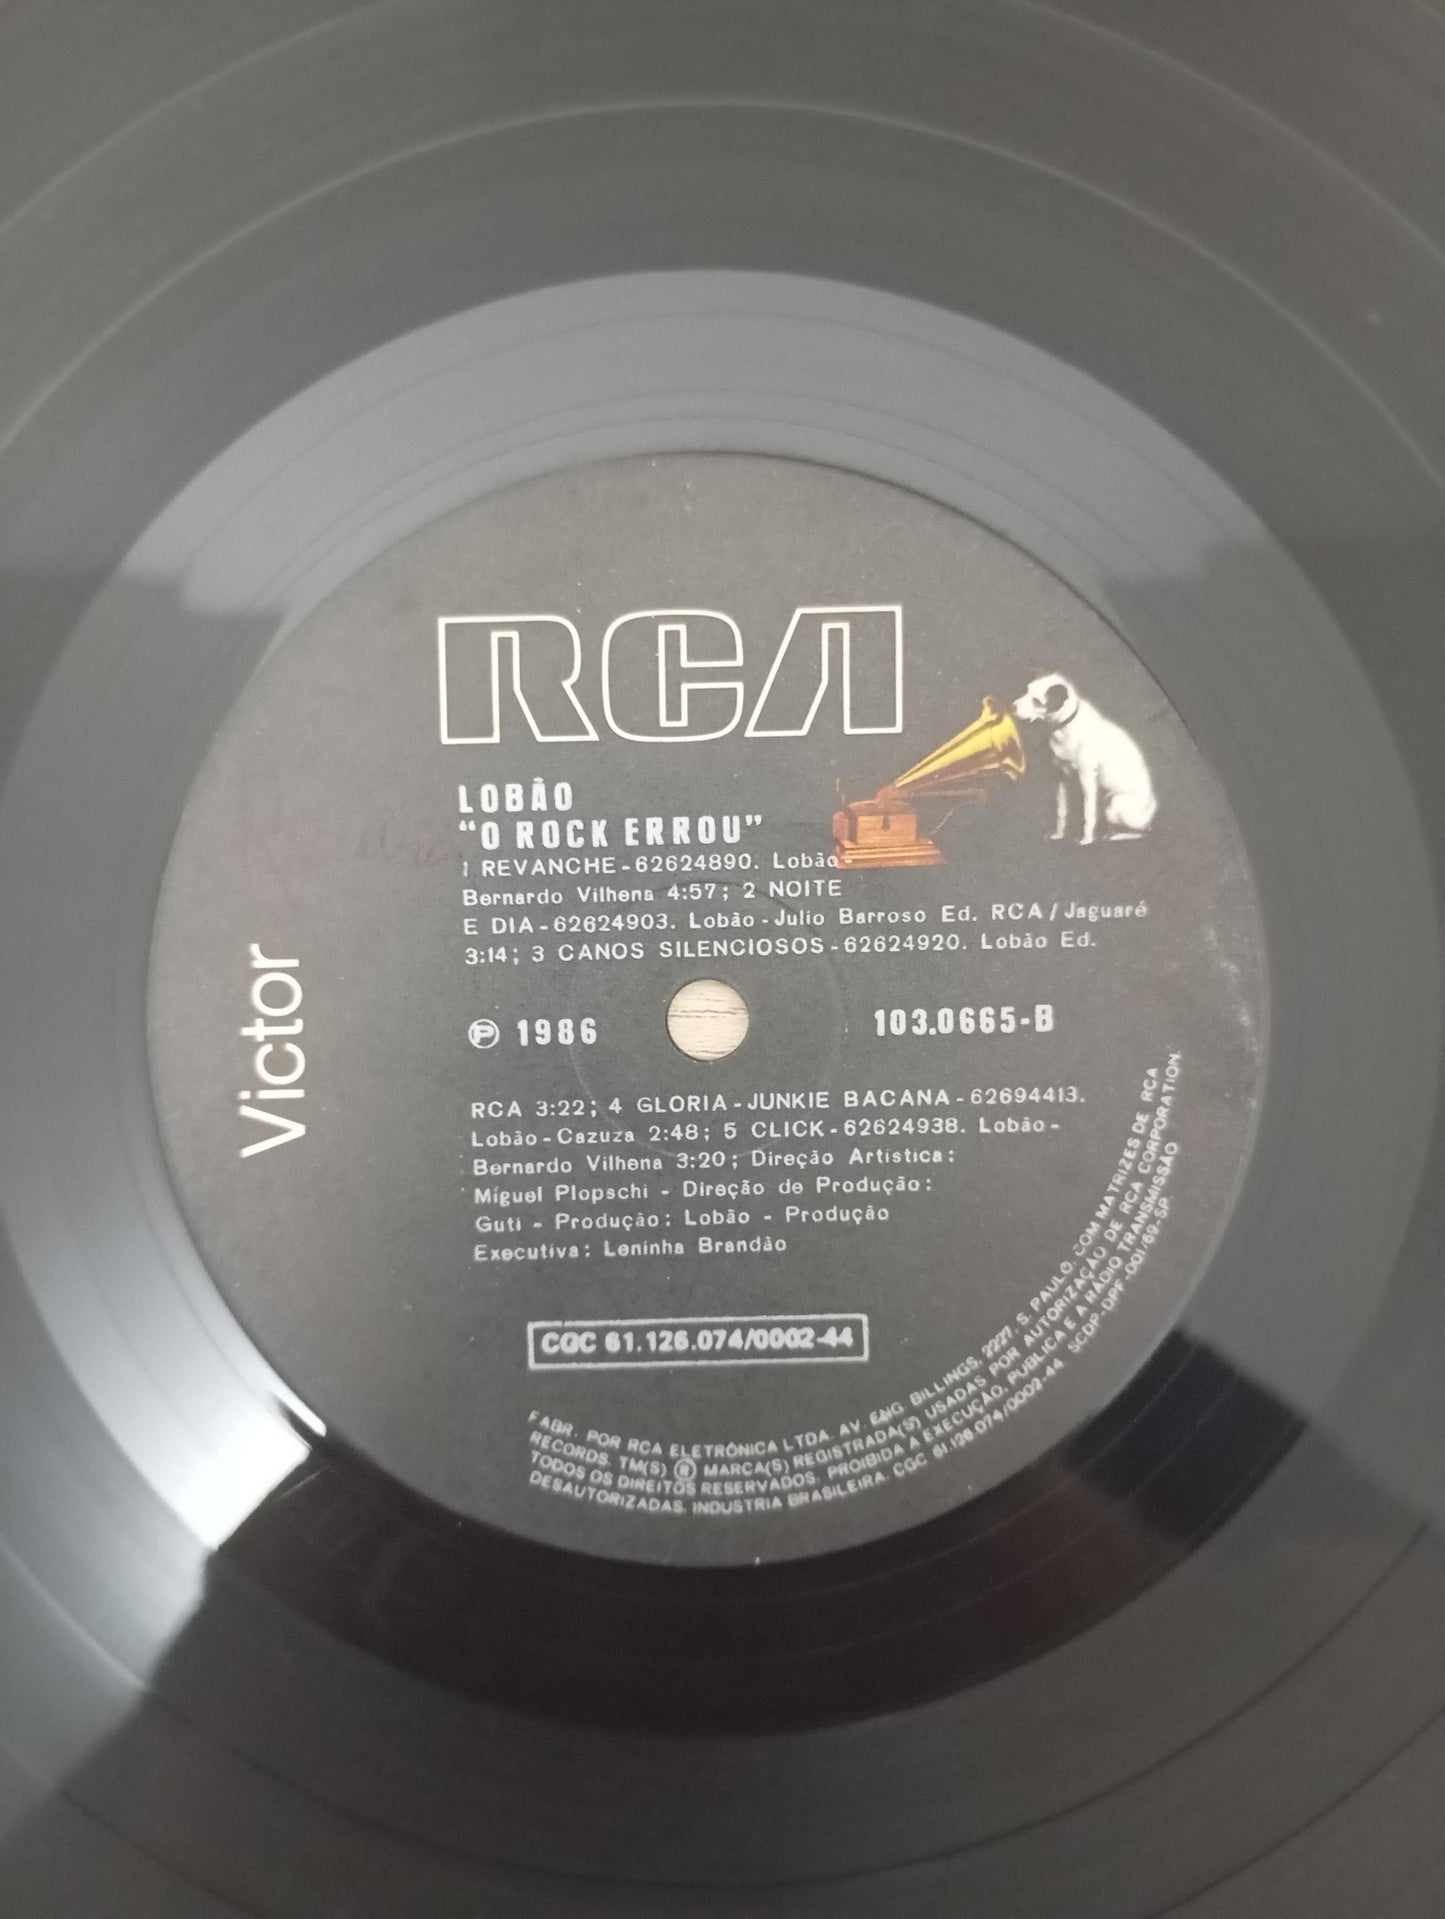 RCA
LOBÃO
“O ROCK ERROU”
1 REVANCHE-62624890. Lobão-
Bernardo Vilhena 4:57; 2 NOITE
E DIA-62624903. Lobão-Julio Barroso Ed. RCA/Jaguaré
3:14; 3 CANOS SILENCIOSOS-62624920. Lobão Ed.
Victor
Ⓟ 1986
103.0665-B
RCA 3:22; 4 GLORIA-JUNKIE BACANA-62694413.
Lobão-Cazuza 2:48; 5 CLICK-62624938. Lobão-
Bernardo Vilhena 3:20; Direção Artística:
Miguel Plopschi - Direção de Produção:
Guti - Produção: Lobão - Produção
Executiva: Leninha Brandão
CGC 61.126.074/0002-44
FABR. POR RCA ELETRÔNICA LTDA. AV. ENG. BILLINGS, 2227. S. PAULO. COM MATRIZES DE RCA
RECORDS. TM(S) ® MARCA(S) REGISTRADA(S) USADAS POR AUTORIZAÇÃO DE RCA CORPORATION.
TODOS OS DIREITOS RESERVADOS. PROIBIDA A EXECUÇÃO, PUBLICA E A RÁDIO TRANSMISSÃO
DESAUTORIZADAS. INDUSTRIA BRASILEIRA. CGC 61.126.074/0002-44 SCDP-DPF-001/69-SP.